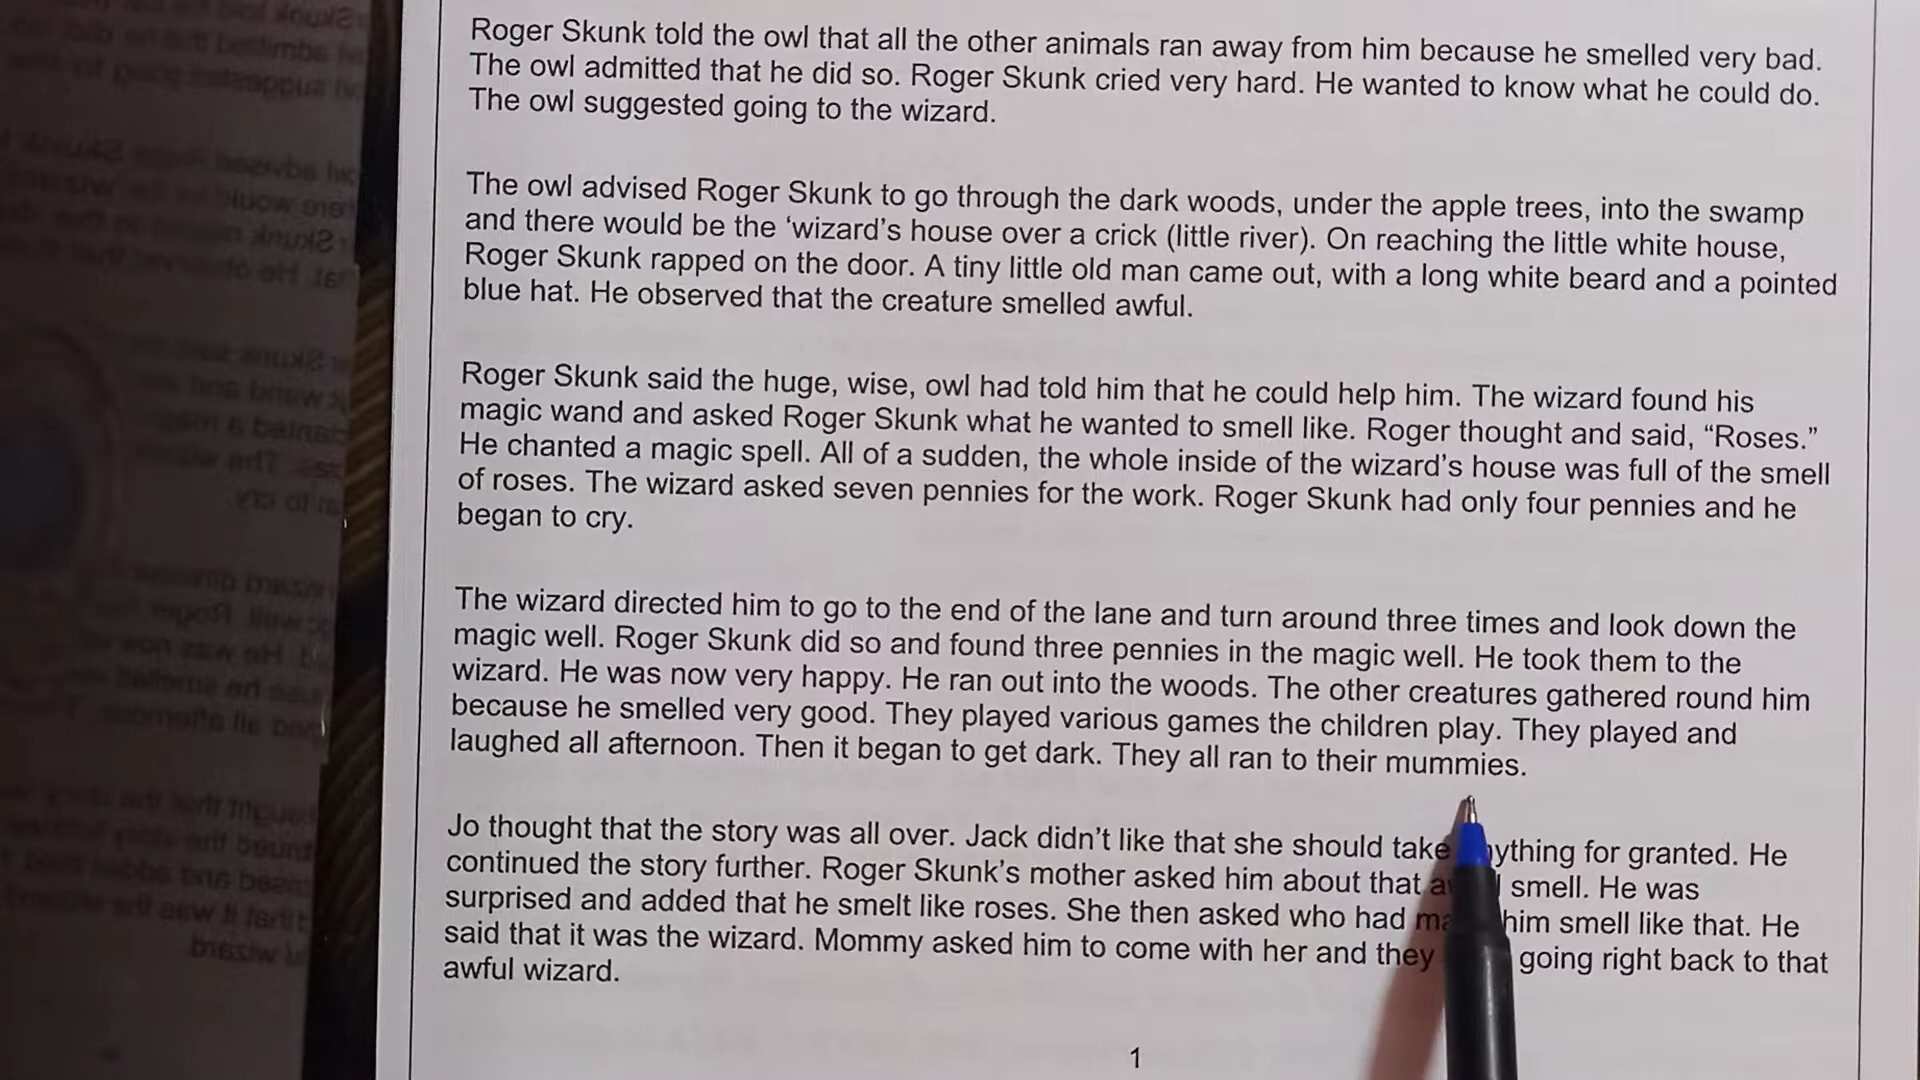 Roger Skunk told the owl that all the other animals ran away from him because he smelled very bad.
The owl admitted that he did so. Roger Skunk cried very hard. He wanted to know what he could do.
The owl suggested going to the wizard.
The owl advised Roger Skunk to go through the dark woods, under the apple trees, into the swamp
and there would be the ‘wizard’s house over a crick (little river). On reaching the little white house,
Roger Skunk rapped on the door. A tiny little old man came out, with a long white beard and a pointed
blue hat. He observed that the creature smelled awful.
Roger Skunk said the huge, wise, owl had told him that he could help him. The wizard found his
magic wand and asked Roger Skunk what he wanted to smell like. Roger thought and said, “Roses.”
He chanted a magic spell. All of a sudden, the whole inside of the wizard’s house was full of the smell
of roses. The wizard asked seven pennies for the work. Roger Skunk had only four pennies and he
began to cry.
The wizard directed him to go to the end of the lane and turn around three times and look down the
magic well. Roger Skunk did so and found three pennies in the magic well. He took them to the
wizard. He was now very happy. He ran out into the woods. The other creatures gathered round him
because he smelled very good. They played various games the children play. They played and
laughed all afternoon. Then it began to get dark. They all ran to their mummies.
Jo thought that the story was all over. Jack didn’t like that she should take ything for granted. He
continued the story further. Roger Skunk’s mother asked him about that smell. He was
surprised and added that he smelt like roses. She then asked who had him smell like that. He
said that it was the wizard. Mommy asked him to come with her and they going right back to that
awful wizard.
1